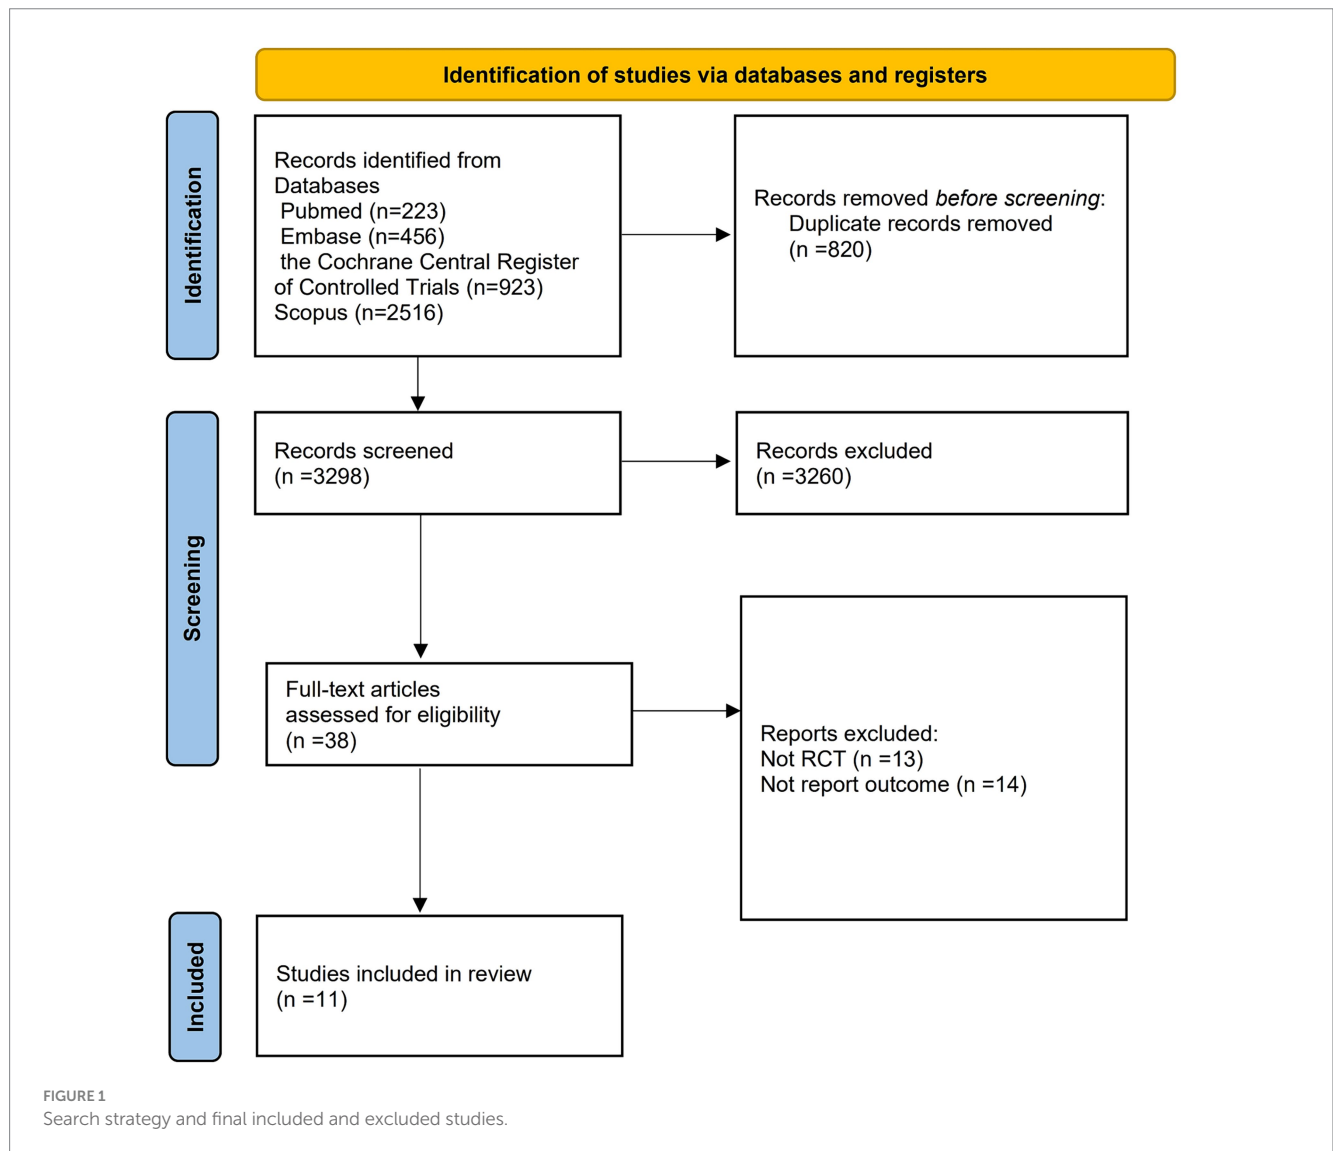 Identification of studies via databases and registers
Identification
Records identified from
Databases
Pubmed (n=223)
Embase (n=456)
the Cochrane Central Register
of Controlled Trials (n=923)
Scopus (n=2516)
Records removed before screening:
Duplicate records removed
(n =820)
Screening
Records screened
(n =3298)
Records excluded
(n =3260)
Full-text articles
assessed for eligibility
(n =38)
Reports excluded:
Not RCT (n =13)
Not report outcome (n =14)
Included
Studies included in review
(n =11)
FIGURE 1
Search strategy and final included and excluded studies.